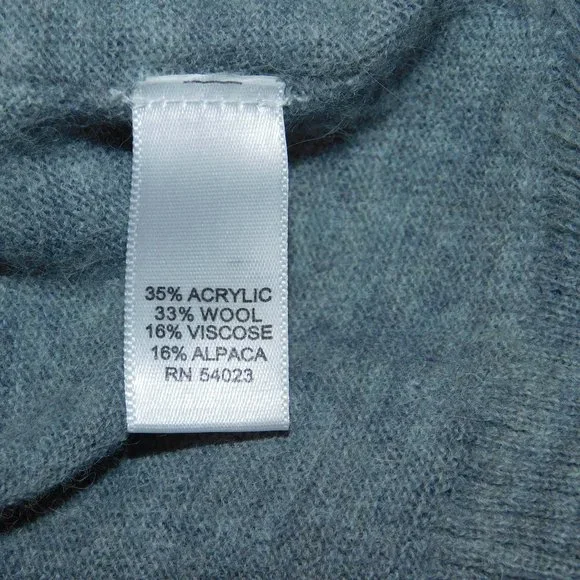 35% ACRYLIC
33% WOOL
16% VISCOSE
16% ALPACA
RN 54023